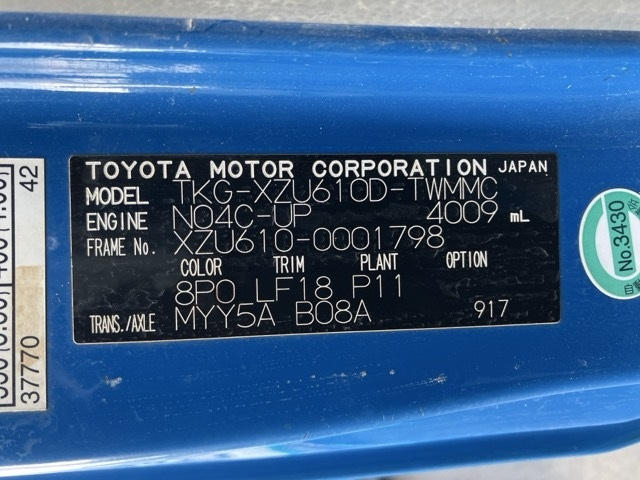 TOYOTA MOTOR CORPORATION JAPAN
MODEL TKG-XZU610D-TWMMC
ENGINE N04C-UP 4009 mL
FRAME No. XZU610-0001798
COLOR TRIM PLANT OPTION
8P0 LF18 P11
TRANS./AXLE MYY5A B08A 917
42
37770
No.3430